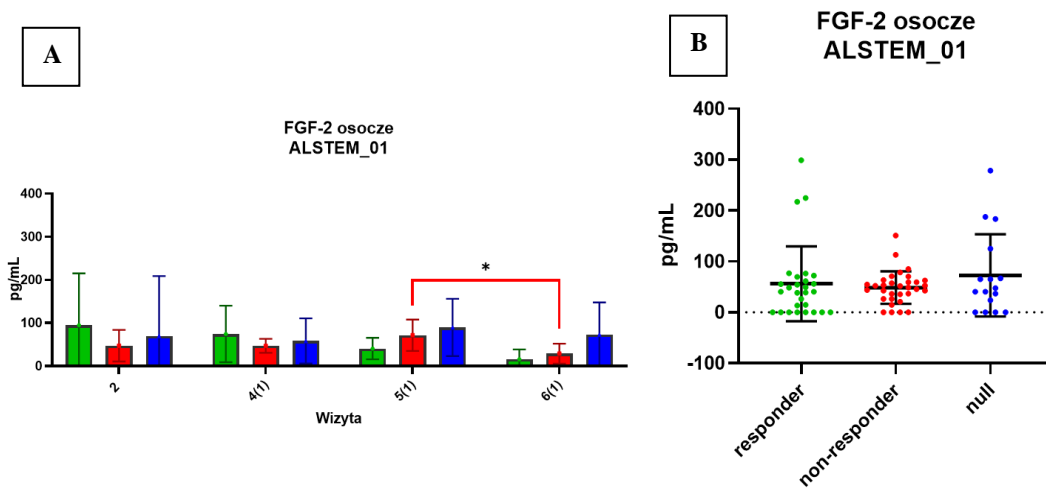 A
FGF-2 osocze
ALSTEM_01
400
300
200
100
0
pg/mL
*
2
4(1)
5(1)
6(1)
Wizyta
B
FGF-2 osocze
ALSTEM_01
400
300
200
100
0
-100
pg/mL
responder
non-responder
null